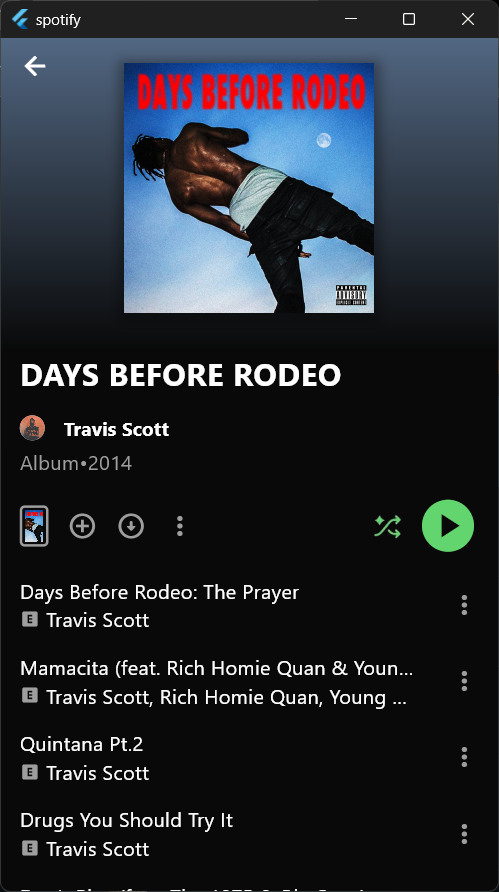 spotify
DAYS BEFORE RODEO
PARENTAL
ADVISORY
EXPLICIT CONTENT
DAYS BEFORE RODEO
Travis Scott
Album•2014
Days Before Rodeo: The Prayer
E Travis Scott
Mamacita (feat. Rich Homie Quan & Youn...
E Travis Scott, Rich Homie Quan, Young ...
Quintana Pt.2
E Travis Scott
Drugs You Should Try It
E Travis Scott